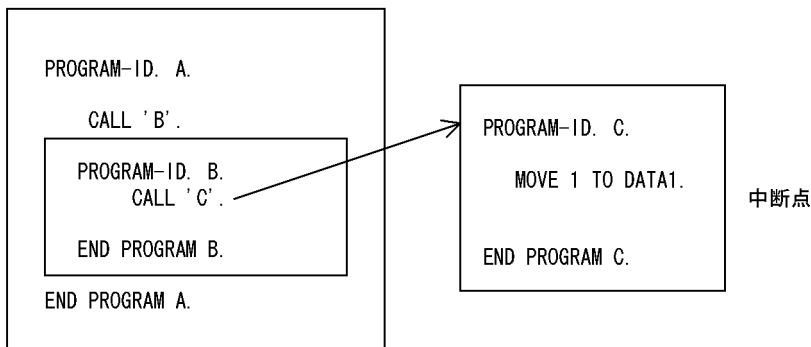 PROGRAM-ID. A.
CALL 'B'.
PROGRAM-ID. B.
CALL 'C'.
END PROGRAM B.
END PROGRAM A.
PROGRAM-ID. C.
MOVE 1 TO DATA1.
END PROGRAM C.
中断点